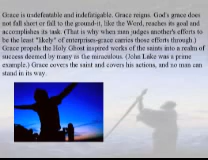 Grace is undefeatable and indefatigable. Grace reigns. God's grace does
not fall short or fall to the ground-it, like the Word, reaches its goal and
accomplishes its task. (That is why when man judges another's efforts to
be the least "likely" of enterprises-grace carries those efforts through.)
Grace propels the Holy Ghost inspired works of the saints into a realm of
success deemed by many as the miraculous. (John Lake was a prime
example.) Grace covers the saint and covers his actions, and no man can
stand in its way.